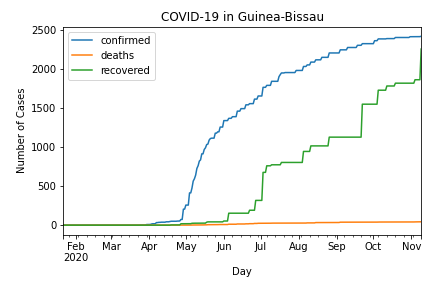 COVID-19 in Guinea-Bissau
confirmed
deaths
recovered
Number of Cases
2500
2000
1500
1000
500
0
Feb Mar Apr May Jun Jul Aug Sep Oct Nov
2020
Day